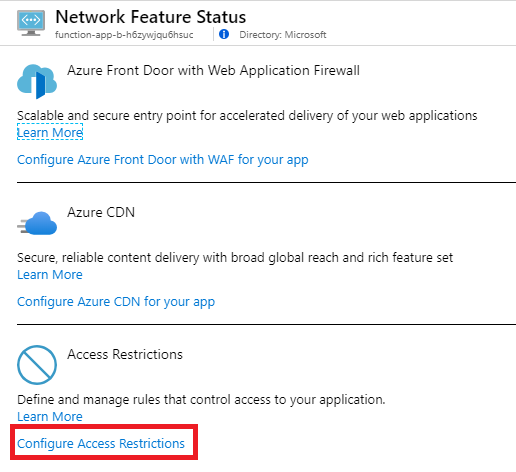 Network Feature Status
function-app-b-h6zywjqu6hsuc Directory: Microsoft
Azure Front Door with Web Application Firewall
Scalable and secure entry point for accelerated delivery of your web applications
Learn More
Configure Azure Front Door with WAF for your app
Azure CDN
Secure, reliable content delivery with broad global reach and rich feature set
Learn More
Configure Azure CDN for your app
Access Restrictions
Define and manage rules that control access to your application.
Learn More
Configure Access Restrictions